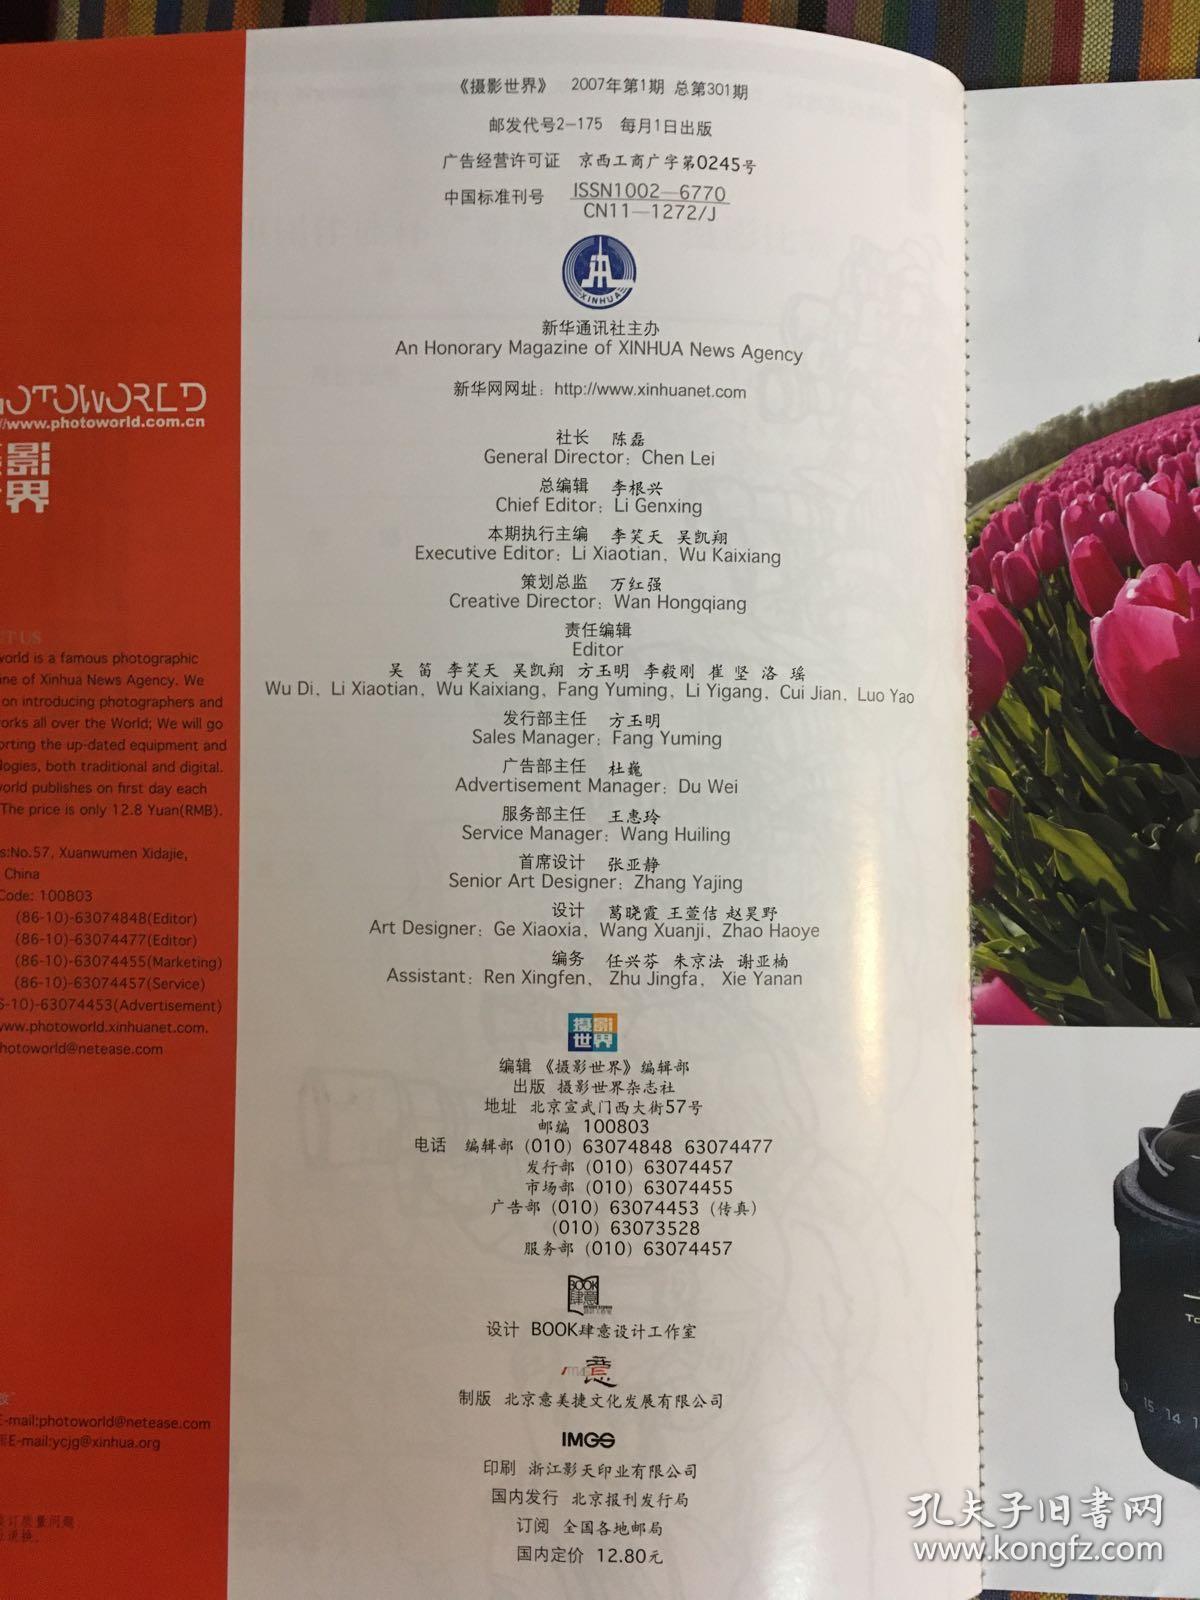 《摄影世界》 2007年第1期 总第301期
邮发代号2-175 每月1日出版
广告经营许可证 京西工商广字第0245号
中国标准刊号 ISSN1002—6770
CN11—1272/J
XINHUA
新华通讯社主办
An Honorary Magazine of XINHUA News Agency
新华网网址：http://www.xinhuanet.com
社长 陈磊
General Director: Chen Lei
总编辑 李根兴
Chief Editor: Li Genxing
本期执行主编 李笑天 吴凯翔
Executive Editor: Li Xiaotian, Wu Kaixiang
策划总监 万红强
Creative Director: Wan Hongqiang
责任编辑
Editor
吴 笛 李笑天 吴凯翔 方玉明 李毅刚 崔 坚 洛 瑶
Wu Di, Li Xiaotian, Wu Kaixiang, Fang Yuming, Li Yigang, Cui Jian, Luo Yao
发行部主任 方玉明
Sales Manager: Fang Yuming
广告部主任 杜巍
Advertisement Manager: Du Wei
服务部主任 王惠玲
Service Manager: Wang Huiling
首席设计 张亚静
Senior Art Designer: Zhang Yajing
设计 葛晓霞 王萱佶 赵昊野
Art Designer: Ge Xiaoxia, Wang Xuanji, Zhao Haoye
编务 任兴芬 朱京法 谢亚楠
Assistant: Ren Xingfen, Zhu Jingfa, Xie Yanan
摄影
世界
编辑 《摄影世界》编辑部
出版 摄影世界杂志社
地址 北京宣武门西大街57号
邮编 100803
电话 编辑部（010）63074848 63074477
发行部（010）63074457
市场部（010）63074455
广告部（010）63074453（传真）
（010）63073528
服务部（010）63074457
BOOK
肆意
设计 BOOK肆意设计工作室
制版 北京意美捷文化发展有限公司
IMGS
印刷 浙江影天印业有限公司
国内发行 北京报刊发行局
订阅 全国各地邮局
国内定价 12.80元
OTOWORLD
//www.photoworld.com.cn
影
界
CT US
world is a famous photographic
ine of Xinhua News Agency. We
on introducing photographers and
orks all over the World; We will go
orting the up-dated equipment and
logies, both traditional and digital.
world publishes on first day each
The price is only 12.8 Yuan(RMB).
s:No.57, Xuanwumen Xidajie,
China
Code: 100803
(86-10)-63074848(Editor)
(86-10)-63074477(Editor)
(86-10)-63074455(Marketing)
(86-10)-63074457(Service)
6-10)-63074453(Advertisement)
www.photoworld.xinhuanet.com.
hotoworld@netease.com
E-mail:photoworld@netease.com
E-mail:ycjg@xinhua.org
订质量问题
退换。
15 14
孔夫子旧书网
www.kongfz.com